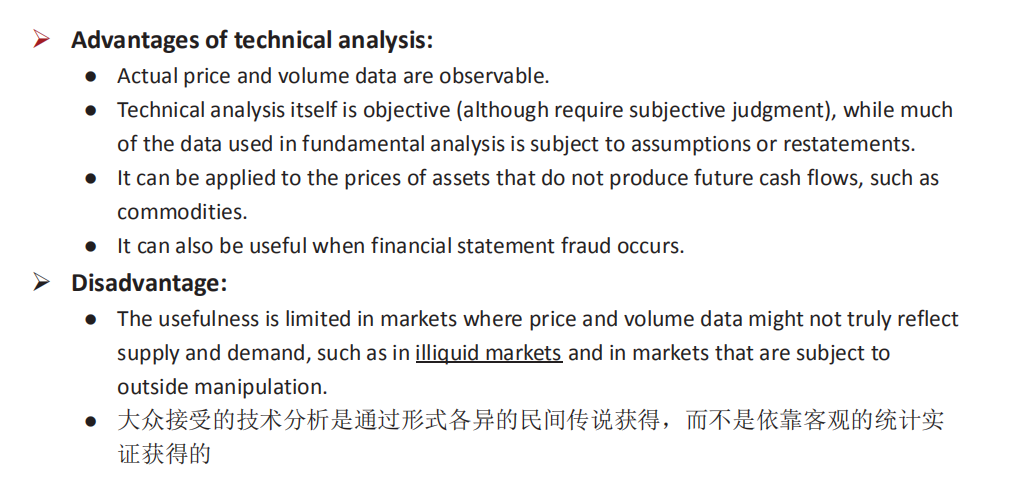 ➢ Advantages of technical analysis:
● Actual price and volume data are observable.
● Technical analysis itself is objective (although require subjective judgment), while much
of the data used in fundamental analysis is subject to assumptions or restatements.
● It can be applied to the prices of assets that do not produce future cash flows, such as
commodities.
● It can also be useful when financial statement fraud occurs.
➢ Disadvantage:
● The usefulness is limited in markets where price and volume data might not truly reflect
supply and demand, such as in illiquid markets and in markets that are subject to
outside manipulation.
● 大众接受的技术分析是通过形式各异的民间传说获得，而不是依靠客观的统计实
证获得的